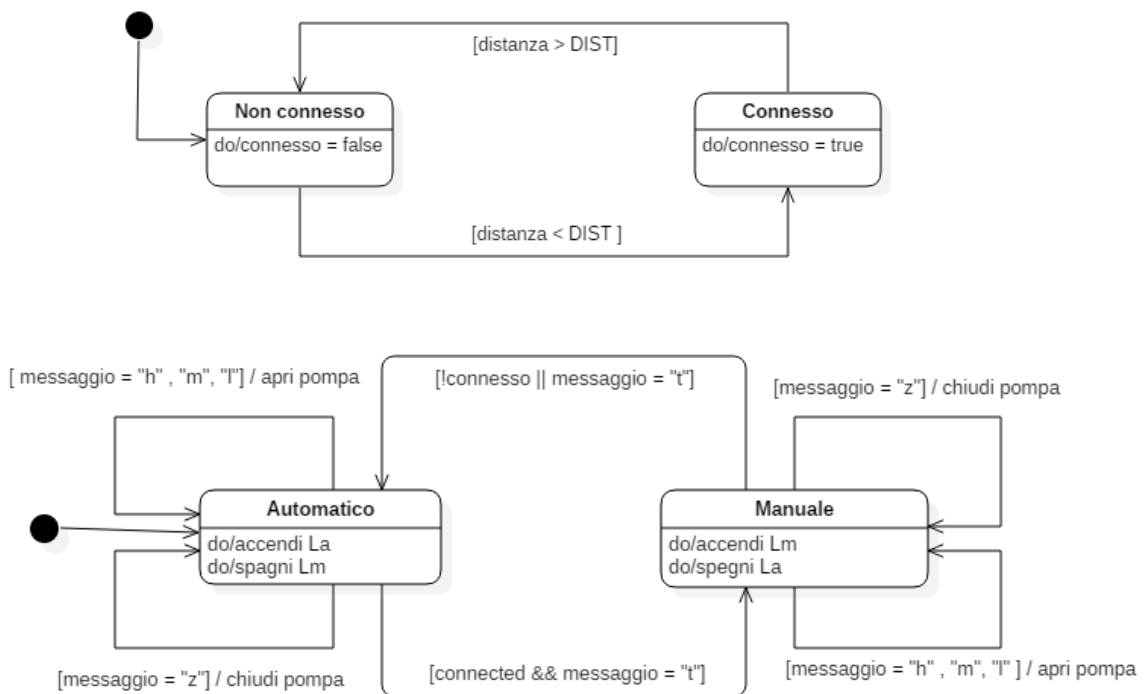 [distanza > DIST]
Non connesso
do/connesso = false
Connesso
do/connesso = true
[distanza < DIST ]
[ messaggio = "h" , "m", "l"] / apri pompa
[!connesso || messaggio = "t"]
[messaggio = "z"] / chiudi pompa
Automatico
do/accendi La
do/spagni Lm
Manuale
do/accendi Lm
do/spegni La
[messaggio = "z"] / chiudi pompa
[connected && messaggio = "t"]
[messaggio = "h" , "m", "l" ] / apri pompa